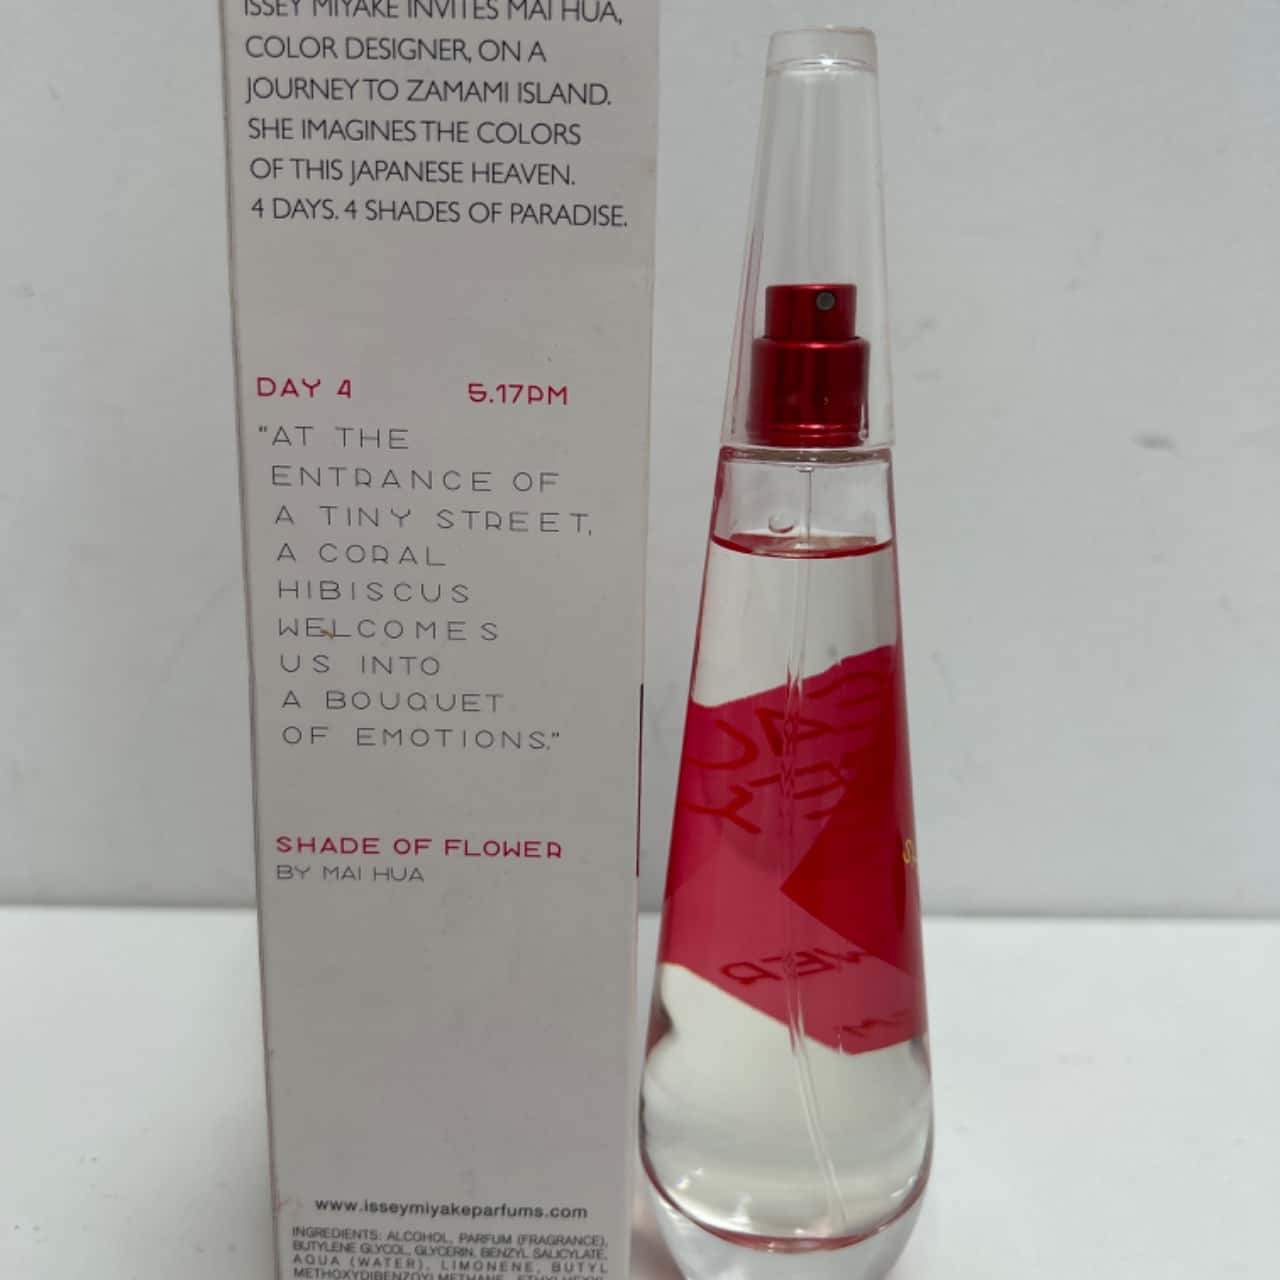 ISSEY MIYAKE INVITES MAI HUA,
COLOR DESIGNER, ON A
JOURNEY TO ZAMAMI ISLAND.
SHE IMAGINES THE COLORS
OF THIS JAPANESE HEAVEN.
4 DAYS. 4 SHADES OF PARADISE.
DAY 4 5.17PM
"AT THE
ENTRANCE OF
A TINY STREET,
A CORAL
HIBISCUS
WELCOMES
US INTO
A BOUQUET
OF EMOTIONS."
SHADE OF FLOWER
BY MAI HUA
www.isseymiyakeparfums.com
INGREDIENTS: ALCOHOL, PARFUM (FRAGRANCE),
BUTYLENE GLYCOL, GLYCERIN, BENZYL SALICYLATE,
AQUA (WATER), LIMONENE, BUTYL
METHOXYDIBENZOYLMETHANE,